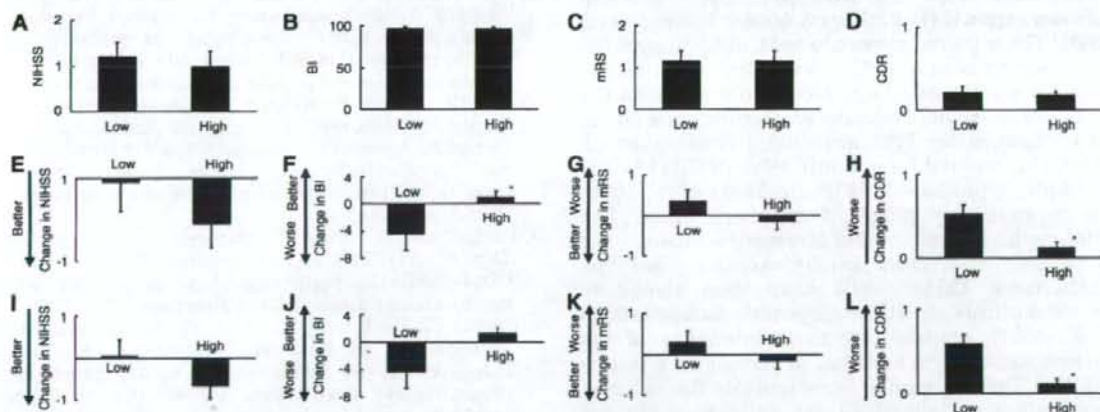 A
NIHSS
2
1
0
Low High
B
BI
100
50
0
Low High
C
mRS
2
1
0
Low High
D
CDR
1
0
Low High
E
Better
Change in NIHSS
1
-1
Low High
F
Worse Better
Change in BI
4
0
-4
-8
Low
High
G
Better Worse
Change in mRS
1
-1
Low High
H
Worse
Change in CDR
1
0
Low High
I
Better
Change in NIHSS
1
-1
Low
High
J
Worse Better
Change in BI
4
0
-4
-8
Low
High
K
Better Worse
Change in mRS
1
-1
Low
High
L
Worse
Change in CDR
1
0
Low High